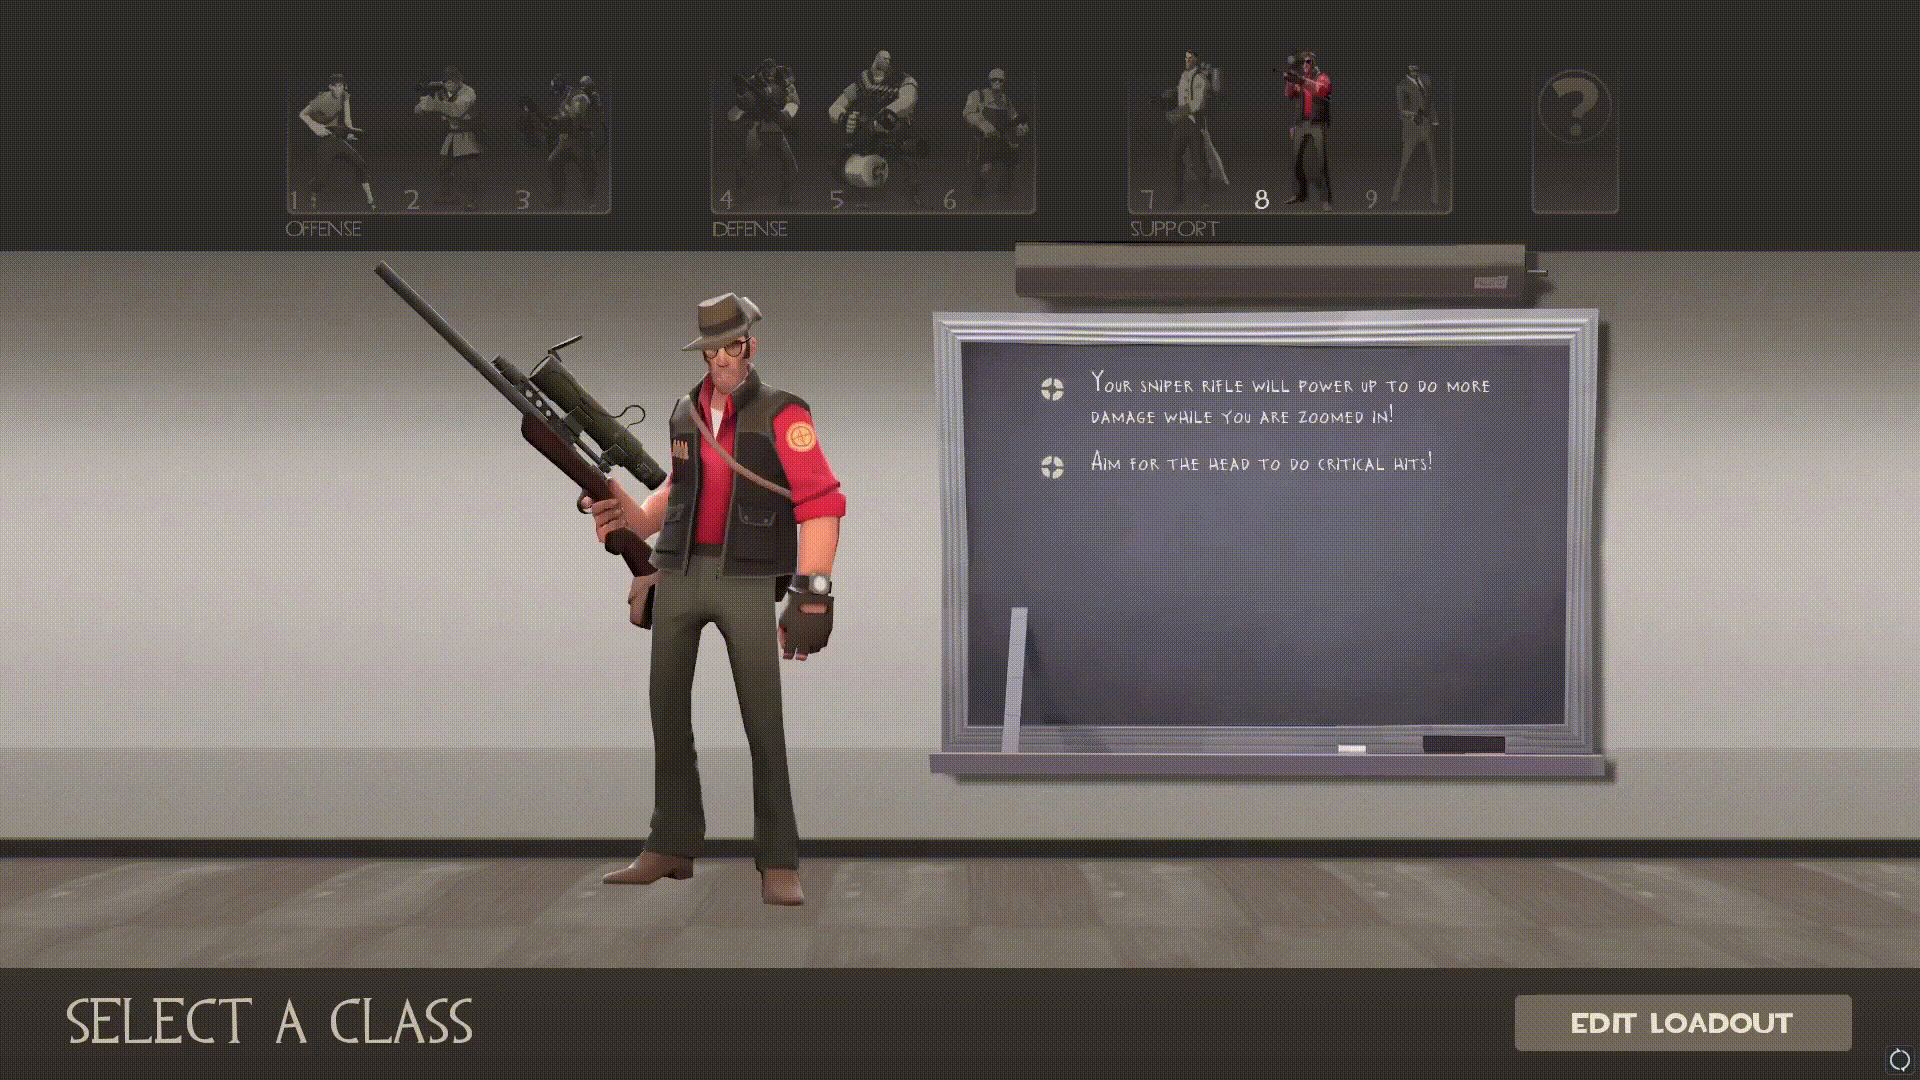 1 2 3 4 5 6 7 8 9 ?
OFFENSE DEFENSE SUPPORT
Your sniper rifle will power up to do more
damage while you are zoomed in!
Aim for the head to do critical hits!
SELECT A CLASS
EDIT LOADOUT